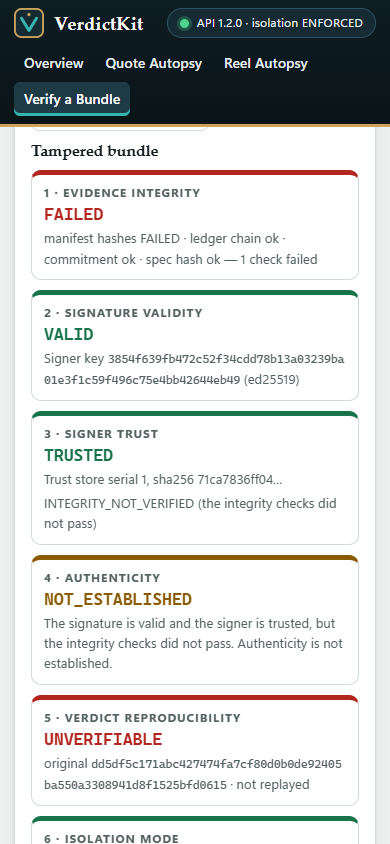 VerdictKit
API 1.2.0 · isolation ENFORCED
Overview
Quote Autopsy
Reel Autopsy
Verify a Bundle
Tampered bundle
1 · EVIDENCE INTEGRITY
FAILED
manifest hashes FAILED · ledger chain ok ·
commitment ok · spec hash ok — 1 check failed
2 · SIGNATURE VALIDITY
VALID
Signer key 3854f639fb472c52f34cdd78b13a03239ba
01e3f1c59f496c75e4bb42644eb49 (ed25519)
3 · SIGNER TRUST
TRUSTED
Trust store serial 1, sha256 71ca7836ff04…
INTEGRITY_NOT_VERIFIED (the integrity checks did
not pass)
4 · AUTHENTICITY
NOT_ESTABLISHED
The signature is valid and the signer is trusted, but
the integrity checks did not pass. Authenticity is not
established.
5 · VERDICT REPRODUCIBILITY
UNVERIFIABLE
original dd5df5c171abc427474fa7cf80d0b0de92405
ba550a3308941d8f1525bfd0615 · not replayed
6 · ISOLATION MODE